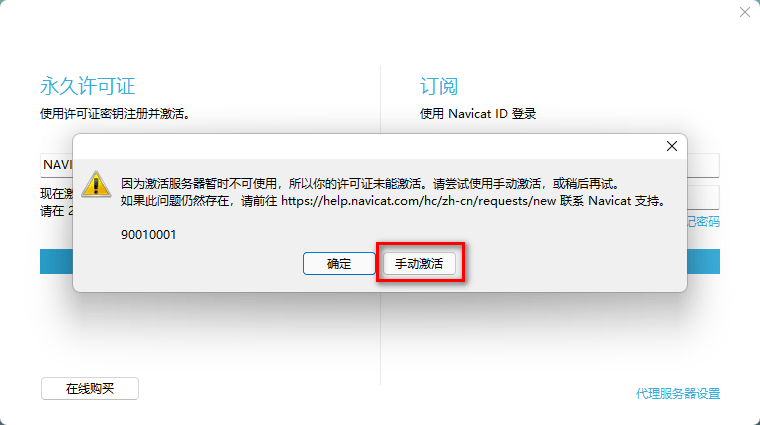 永久许可证
使用许可证密钥注册并激活。
订阅
使用 Navicat ID 登录
NAVI
现在激
请在 2
因为激活服务器暂时不可使用，所以你的许可证未能激活。请尝试使用手动激活，或稍后再试。
如果此问题仍然存在，请前往 https://help.navicat.com/hc/zh-cn/requests/new 联系 Navicat 支持。
90010001
确定
手动激活
记密码
在线购买
代理服务器设置